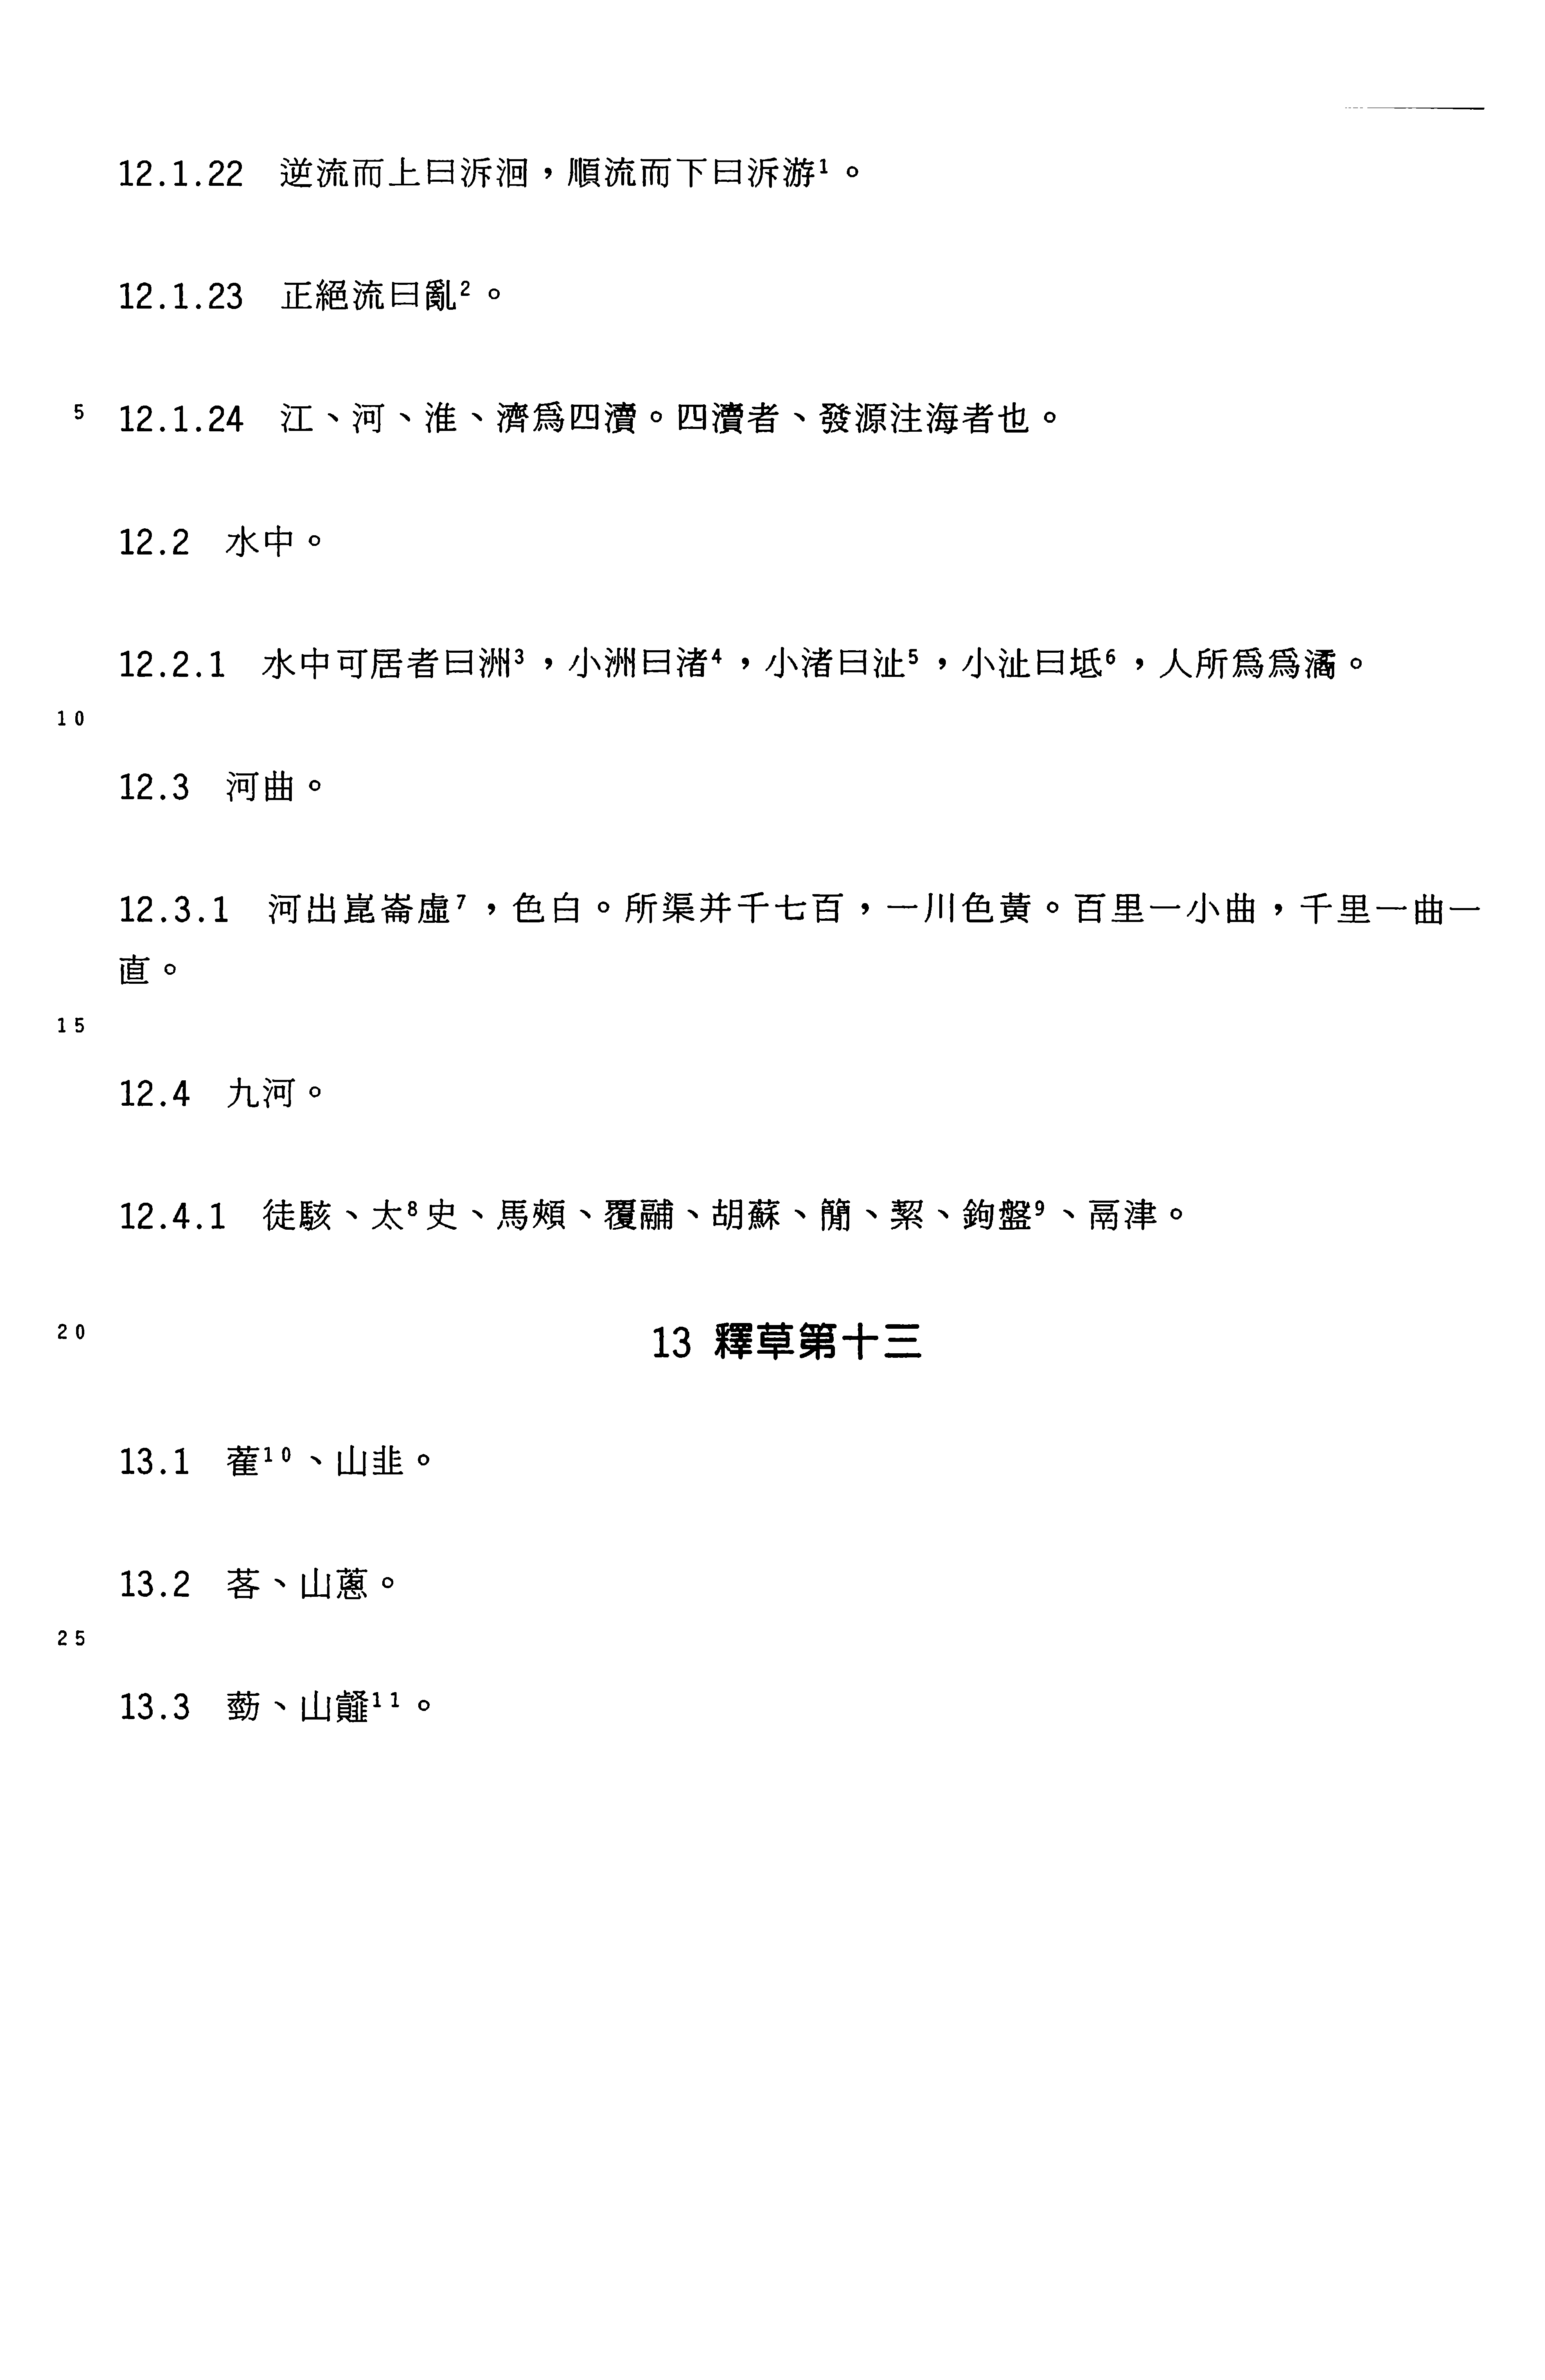 12.1.22 逆流而上曰泝洄，順流而下曰泝游¹。
12.1.23 正絕流曰亂²。
5 12.1.24 江、河、淮、濟爲四瀆。四瀆者、發源注海者也。
12.2 水中。
12.2.1 水中可居者曰洲³，小洲曰渚⁴，小渚曰沚⁵，小沚曰坻⁶，人所爲爲潏。
10
12.3 河曲。
12.3.1 河出崑崙虛⁷，色白。所渠并千七百，一川色黃。百里一小曲，千里一曲一
直。
15
12.4 九河。
12.4.1 徒駭、太⁸史、馬頰、覆鬴、胡蘇、簡、絜、鉤盤⁹、鬲津。
20 13 釋草第十三
13.1 蒮¹⁰、山韭。
13.2 茖、山蔥。
25
13.3 葝、山䪥¹¹。